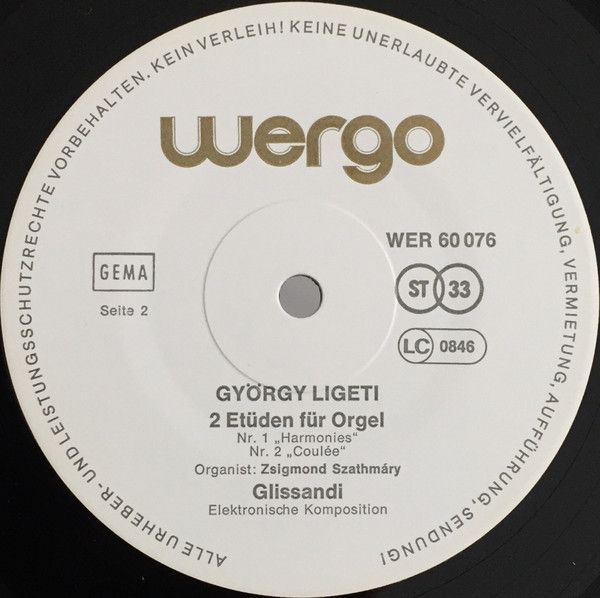 ALLE URHEBER- UND LEISTUNGSSCHUTZRECHTE VORBEHALTEN. KEIN VERLEIH! KEINE UNERLAUBTE VERVIELFÄLTIGUNG, VERMIETUNG, AUFFÜHRUNG, SENDUNG!
wergo
WER 60 076
GEMA
ST 33
Seite 2
LC 0846
GYÖRGY LIGETI
2 Etüden für Orgel
Nr. 1 „Harmonies“
Nr. 2 „Coulée“
Organist: Zsigmond Szathmáry
Glissandi
Elektronische Komposition